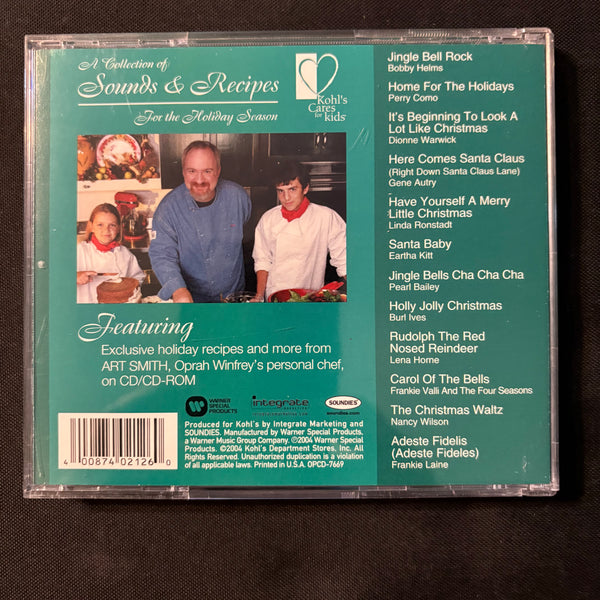 A Collection of
Sounds & Recipes
For the Holiday Season
Kohl's
Cares
for
kids
Featuring
Exclusive holiday recipes and more from
ART SMITH, Oprah Winfrey's personal chef,
on CD/CD-ROM
WARNER
SPECIAL
PRODUCTS
integrate
SOUNDIES
soundies.com
Produced for Kohl's by Integrate Marketing and
SOUNDIES. Manufactured by Warner Special Products,
a Warner Music Group Company. ℗2004 Warner Special
Products. ©2004 Kohl's Department Stores, Inc. All
Rights Reserved. Unauthorized duplication is a violation
of all applicable laws. Printed in U.S.A. OPCD-7669
4 00874 02126 0
Jingle Bell Rock
Bobby Helms
Home For The Holidays
Perry Como
It's Beginning To Look A
Lot Like Christmas
Dionne Warwick
Here Comes Santa Claus
(Right Down Santa Claus Lane)
Gene Autry
Have Yourself A Merry
Little Christmas
Linda Ronstadt
Santa Baby
Eartha Kitt
Jingle Bells Cha Cha Cha
Pearl Bailey
Holly Jolly Christmas
Burl Ives
Rudolph The Red
Nosed Reindeer
Lena Horne
Carol Of The Bells
Frankie Valli And The Four Seasons
The Christmas Waltz
Nancy Wilson
Adeste Fidelis
(Adeste Fideles)
Frankie Laine